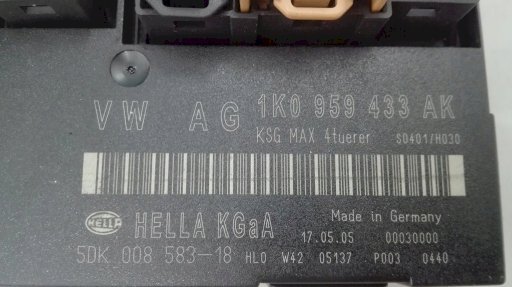 VW AG 1K0 959 433 AK
KSG MAX 4tuerer S0401/H030
HELLA HELLA KGaA Made in Germany
17.05.05 00030000
5DK 008 583-18 HL0 W42 05137 P003 0440